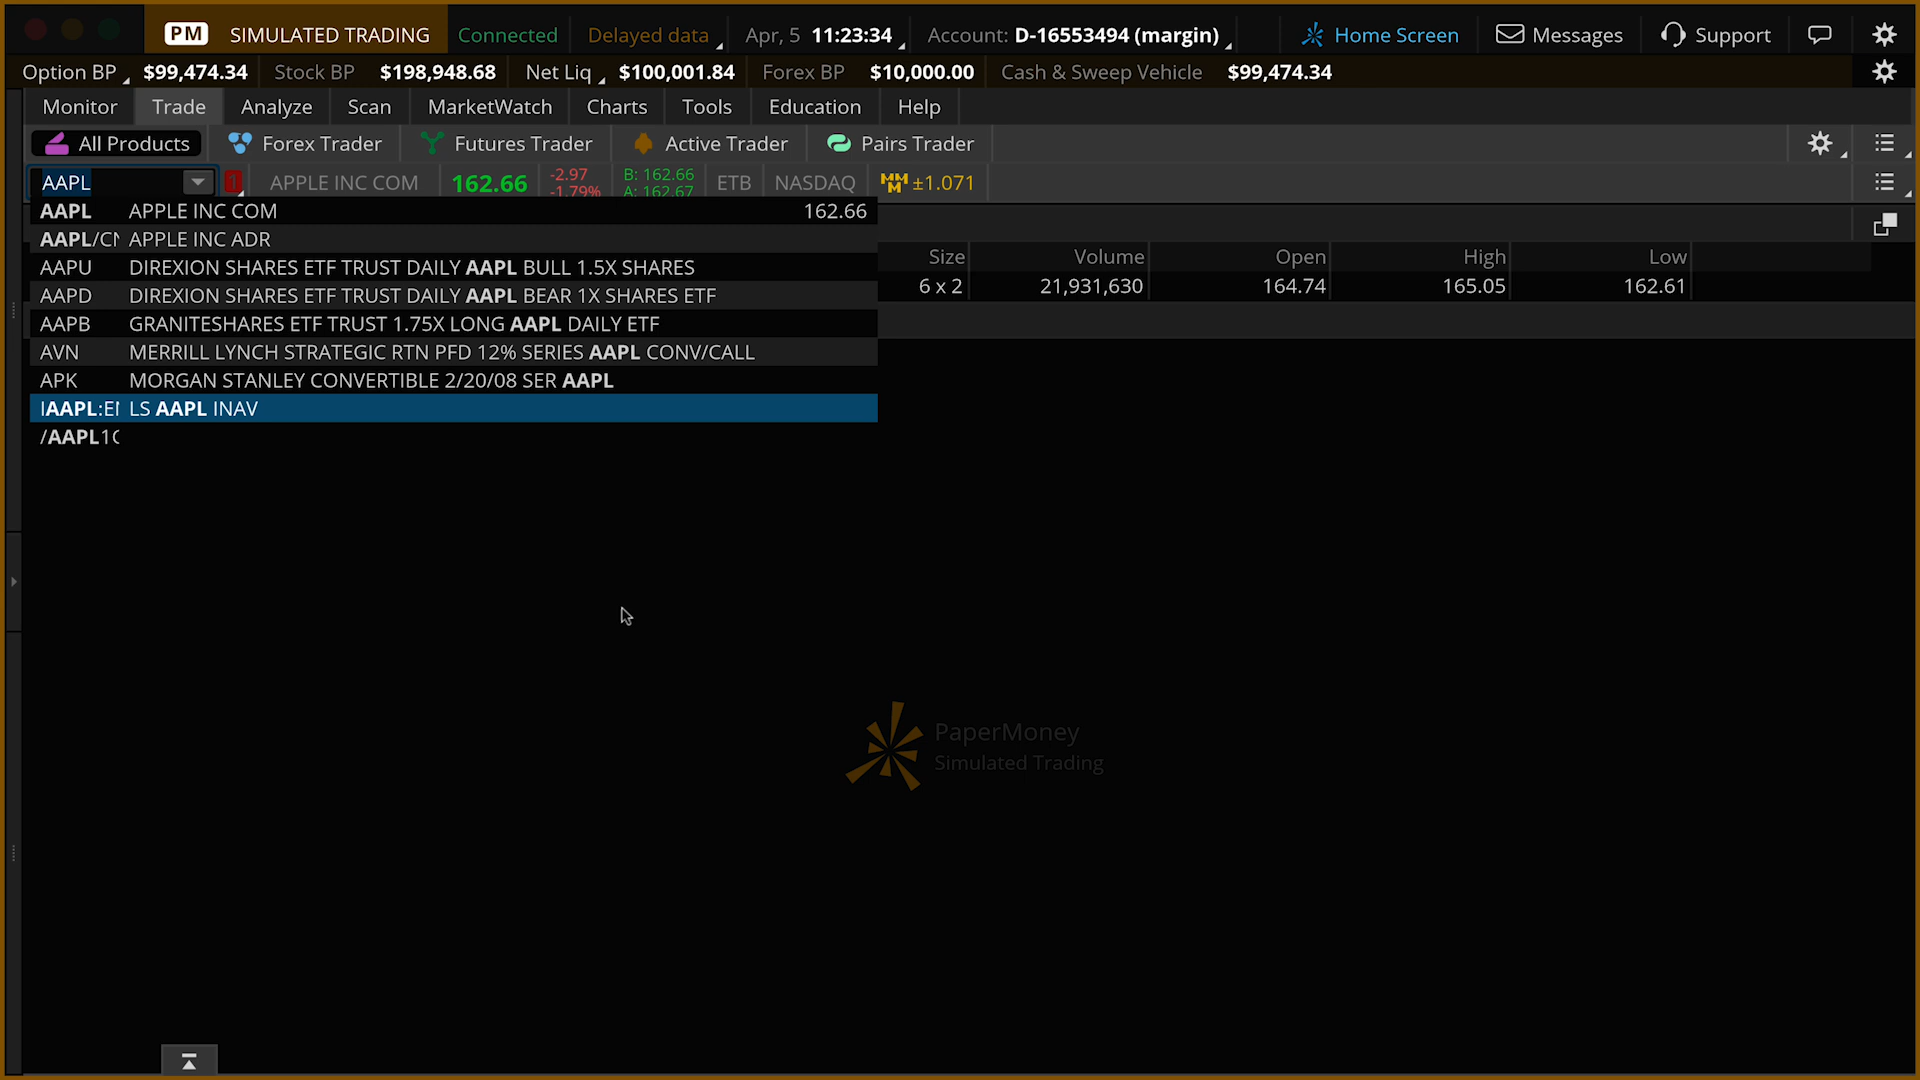 PM SIMULATED TRADING Connected Delayed data Apr, 5 11:23:34 Account: D-16553494 (margin) Home Screen Messages Support
Option BP $99,474.34 Stock BP $198,948.68 Net Liq $100,001.84 Forex BP $10,000.00 Cash & Sweep Vehicle $99,474.34
Monitor Trade Analyze Scan MarketWatch Charts Tools Education Help
All Products Forex Trader Futures Trader Active Trader Pairs Trader
AAPL 1 APPLE INC COM 162.66 -2.97 -1.79% B: 162.66 A: 162.67 ETB NASDAQ MMM ±1.071
AAPL APPLE INC COM 162.66
AAPL/CN APPLE INC ADR
AAPU DIREXION SHARES ETF TRUST DAILY AAPL BULL 1.5X SHARES
Size Volume Open High Low
AAPD DIREXION SHARES ETF TRUST DAILY AAPL BEAR 1X SHARES ETF
6 x 2 21,931,630 164.74 165.05 162.61
AAPB GRANITESHARES ETF TRUST 1.75X LONG AAPL DAILY ETF
AVN MERRILL LYNCH STRATEGIC RTN PFD 12% SERIES AAPL CONV/CALL
APK MORGAN STANLEY CONVERTIBLE 2/20/08 SER AAPL
LS AAPL INAV
PaperMoney
Simulated Trading